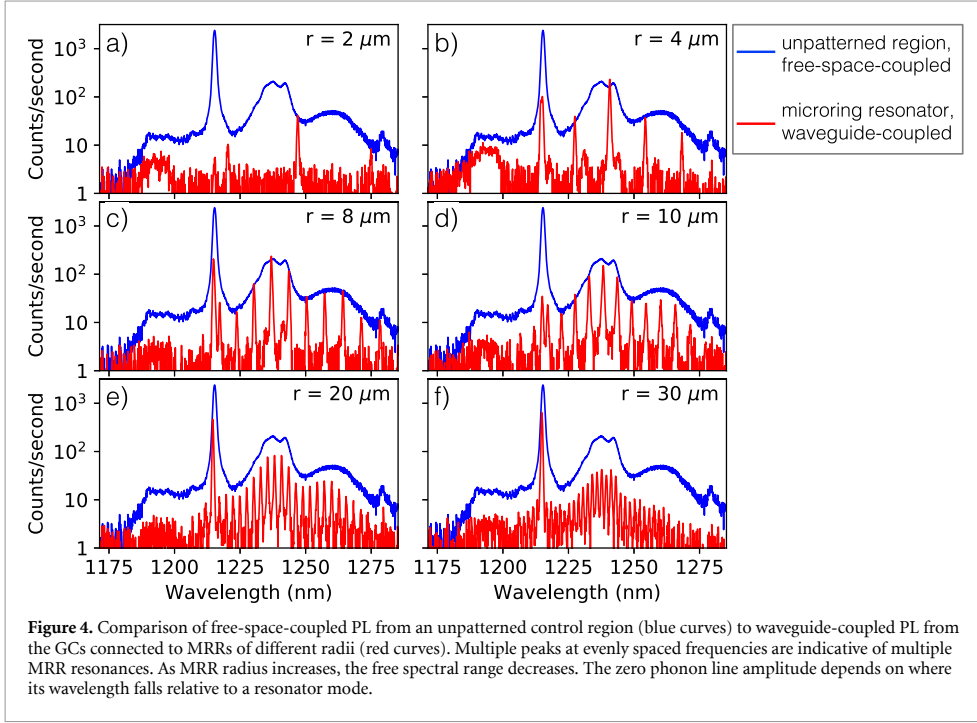 a) r = 2 μm
b) r = 4 μm
unpatterned region,
free-space-coupled
microring resonator,
waveguide-coupled
Counts/second
10³
10²
10
1
c) r = 8 μm
d) r = 10 μm
Counts/second
10³
10²
10
1
e) r = 20 μm
f) r = 30 μm
Counts/second
10³
10²
10
1
1175 1200 1225 1250 1275
1175 1200 1225 1250 1275
Wavelength (nm)
Wavelength (nm)
Figure 4. Comparison of free-space-coupled PL from an unpatterned control region (blue curves) to waveguide-coupled PL from
the GCs connected to MRRs of different radii (red curves). Multiple peaks at evenly spaced frequencies are indicative of multiple
MRR resonances. As MRR radius increases, the free spectral range decreases. The zero phonon line amplitude depends on where
its wavelength falls relative to a resonator mode.